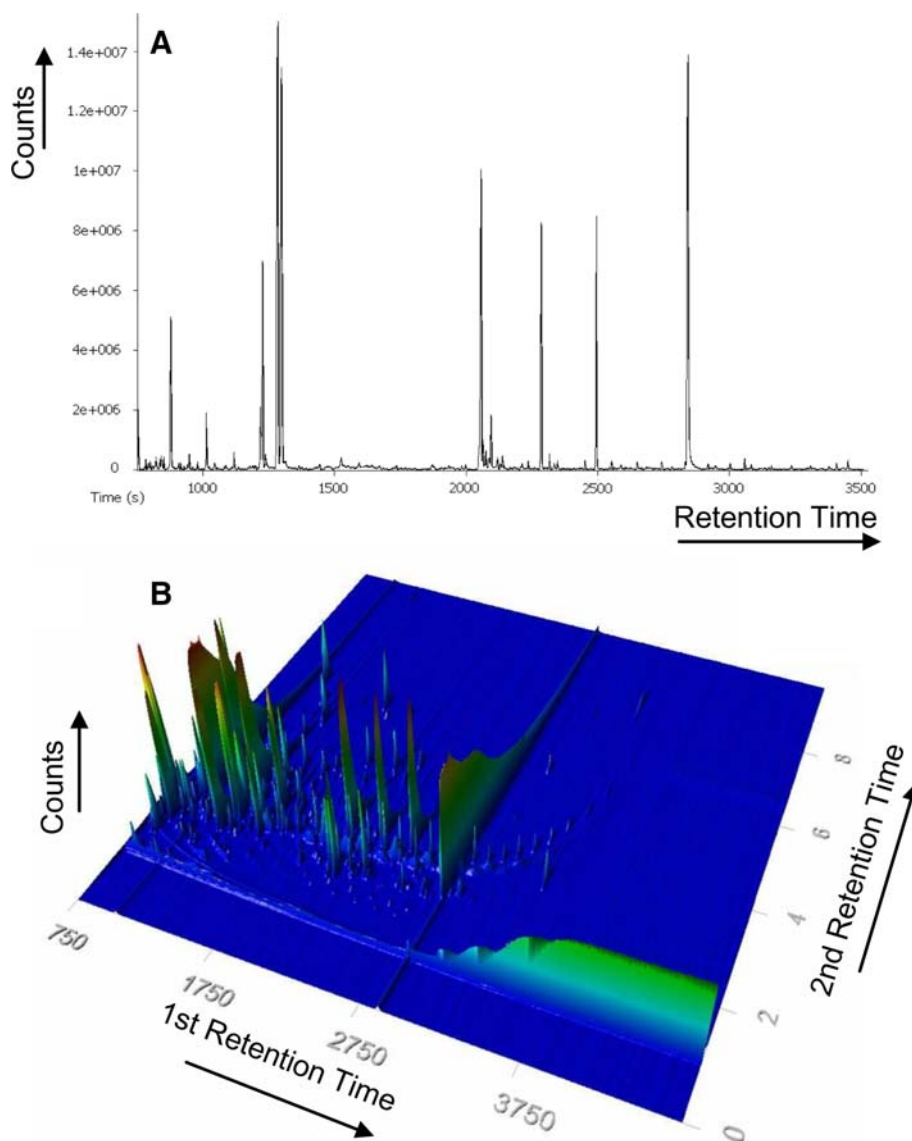 A
Counts
1.4e+007
1.2e+007
1e+007
8e+006
6e+006
4e+006
2e+006
0
Time (s)
1000
1500
2000
2500
3000
3500
Retention Time
B
Counts
750
1750
2750
3750
1st Retention Time
0
2
4
6
8
2nd Retention Time